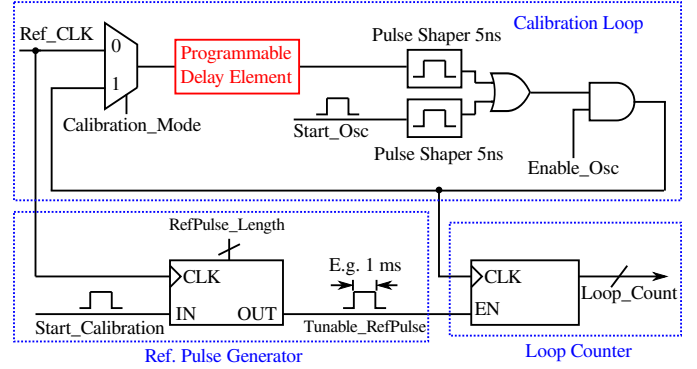 Ref_CLK
0
1
Calibration_Mode
Programmable
Delay Element
Pulse Shaper 5ns
Start_Osc
Pulse Shaper 5ns
Enable_Osc
Calibration Loop
RefPulse_Length
CLK
IN
OUT
Start_Calibration
E.g. 1 ms
Tunable_RefPulse
Ref. Pulse Generator
CLK
EN
Loop_Count
Loop Counter